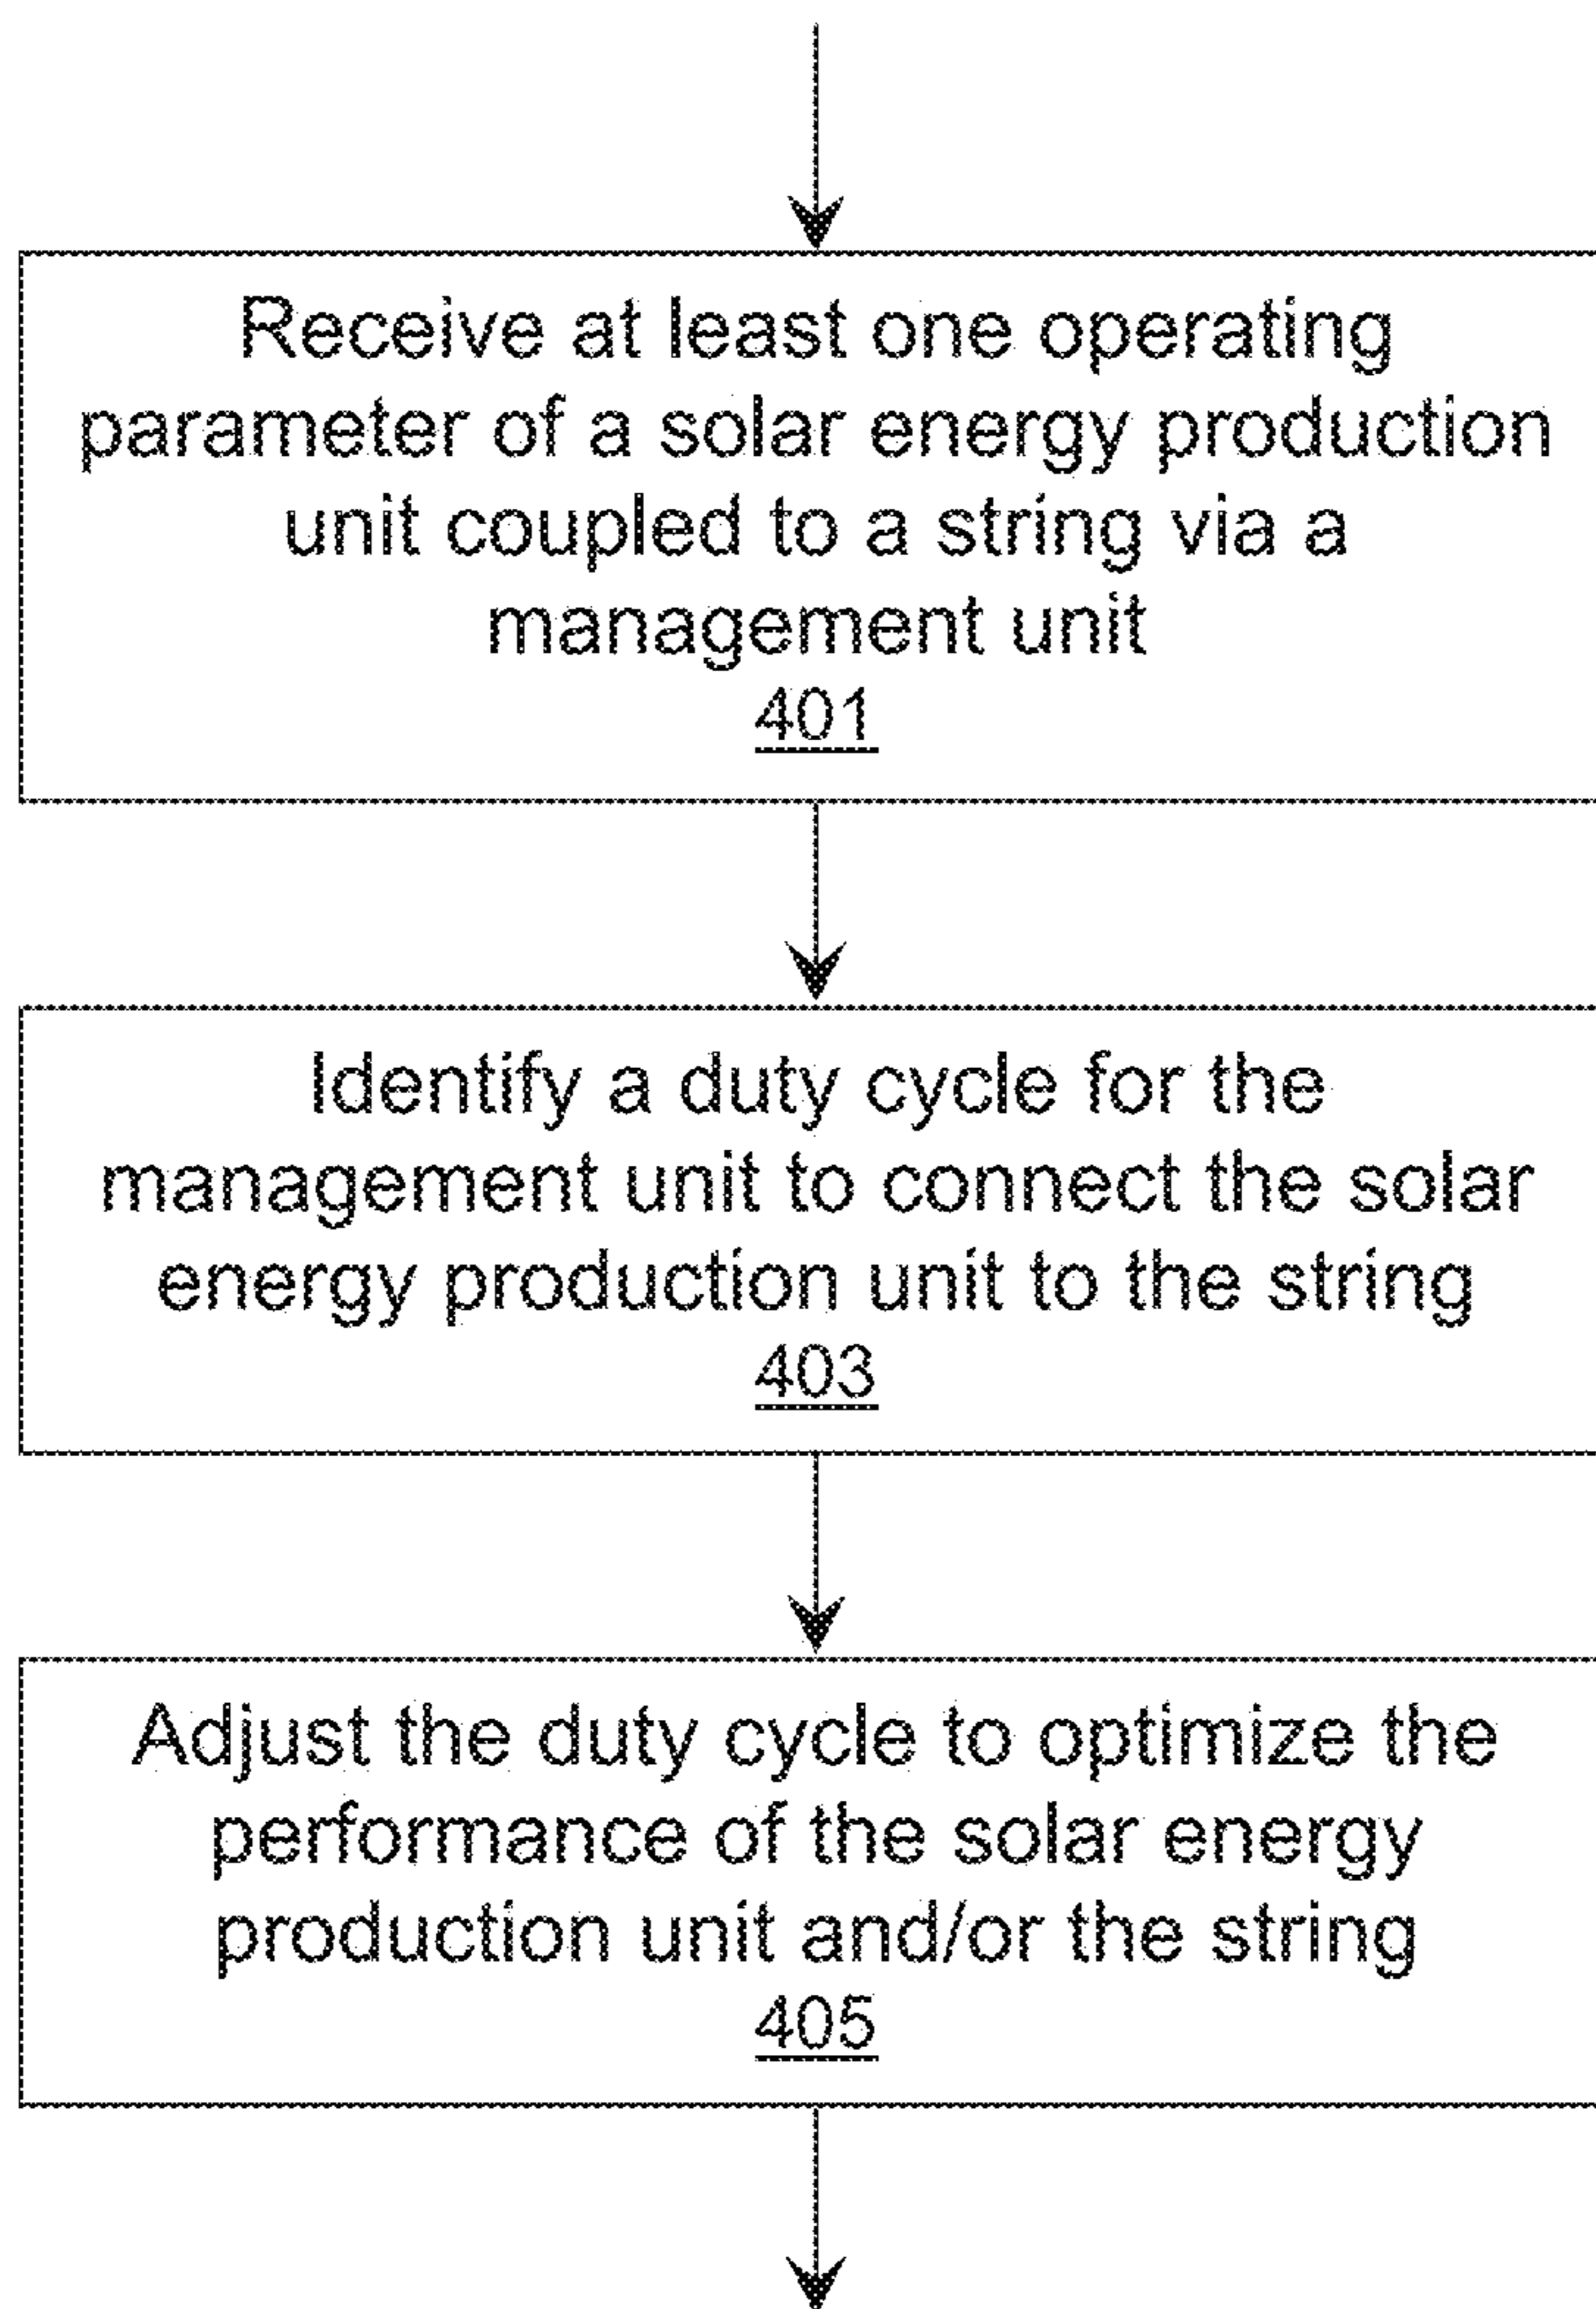 Receive at least one operating
parameter of a solar energy production
unit coupled to a string via a
management unit
401
Identify a duty cycle for the
management unit to connect the solar
energy production unit to the string
403
Adjust the duty cycle to optimize the
performance of the solar energy
production unit and/or the string
405